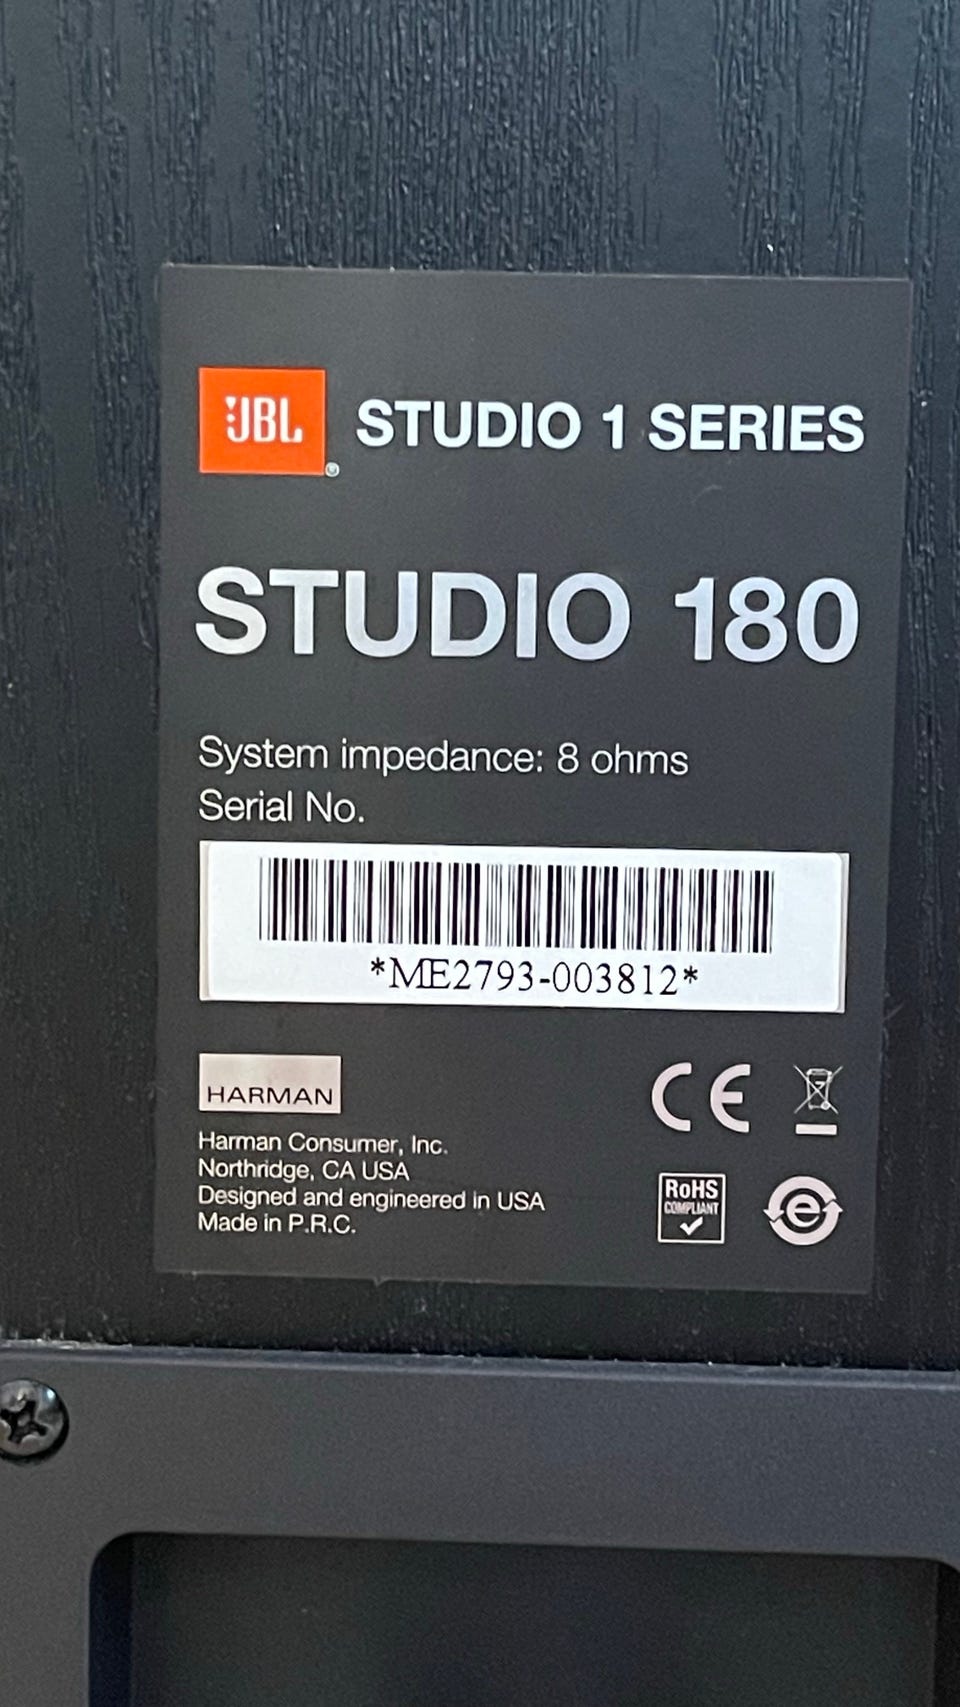 JBL® STUDIO 1 SERIES
STUDIO 180
System impedance: 8 ohms
Serial No.
*ME2793-003812*
HARMAN
Harman Consumer, Inc.
Northridge, CA USA
Designed and engineered in USA
Made in P.R.C.
CE
RoHS
COMPLIANT
e